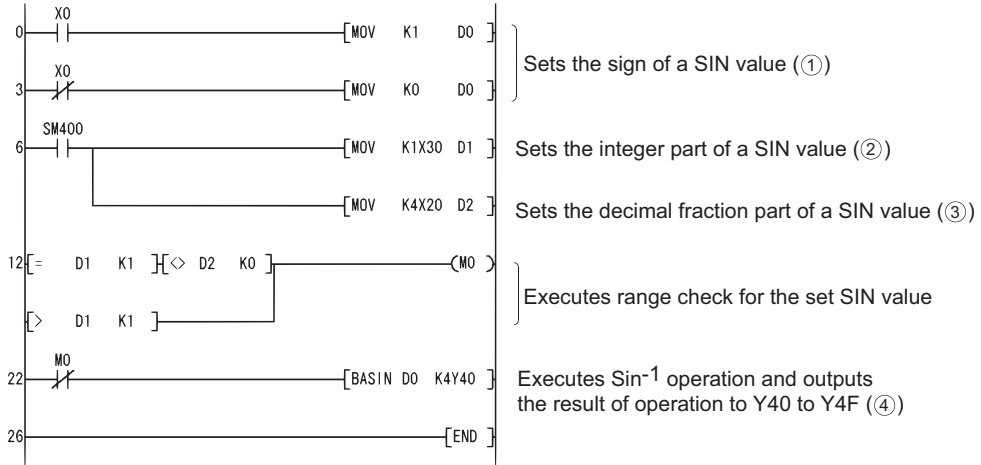 X0
0 [MOV K1 D0 ]
Sets the sign of a SIN value (①)
X0
3 [MOV K0 D0 ]
SM400
6 [MOV K1X30 D1 ] Sets the integer part of a SIN value (②)
[MOV K4X20 D2 ] Sets the decimal fraction part of a SIN value (③)
12 [= D1 K1 ] [<> D2 K0 ] (M0 )
Executes range check for the set SIN value
[> D1 K1 ]
M0
22 [BASIN D0 K4Y40 ] Executes Sin-1 operation and outputs
the result of operation to Y40 to Y4F (④)
26 [END ]